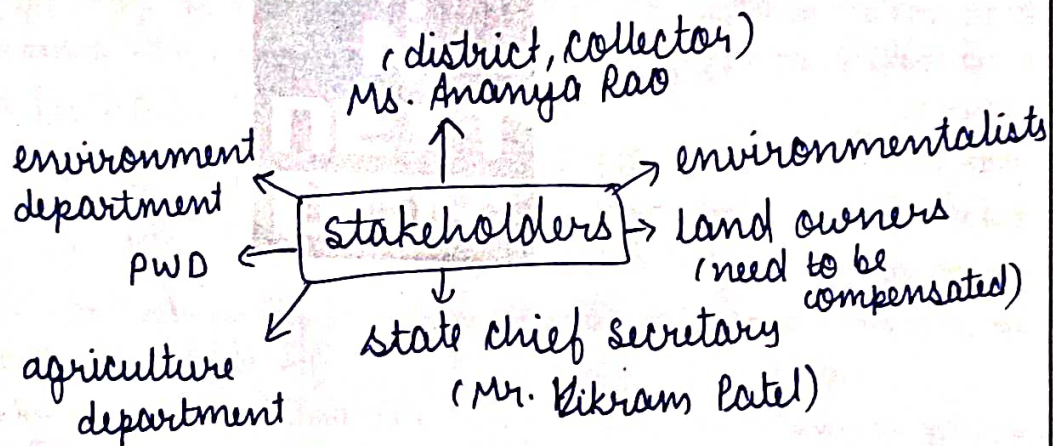 (district, collector)
Ms. Ananya Rao
environment
department
environmentalists
stakeholders
PWD
land owners
(need to be
compensated)
agriculture
department
state chief secretary
(Mr. Vikram Patel)